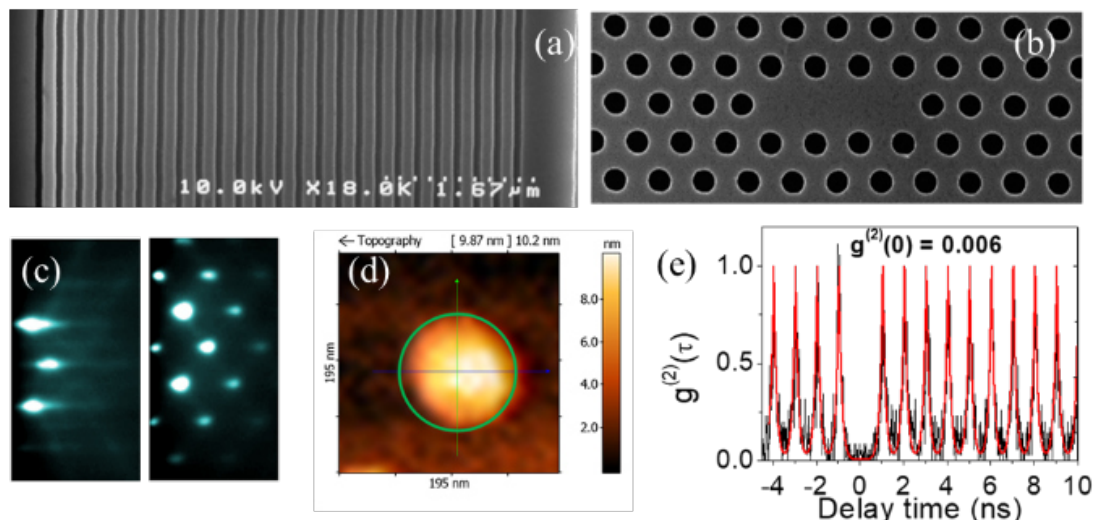 (a)
10.0kV X18.0K 1.67μm
(b)
(c)
(d)
← Topography [ 9.87 nm ] 10.2 nm
nm
8.0
6.0
4.0
2.0
195 nm
195 nm
(e)
g(2)(0) = 0.006
g(2)(τ)
1.0
0.5
0.0
-4 -2 0 2 4 6 8 10
Delay time (ns)